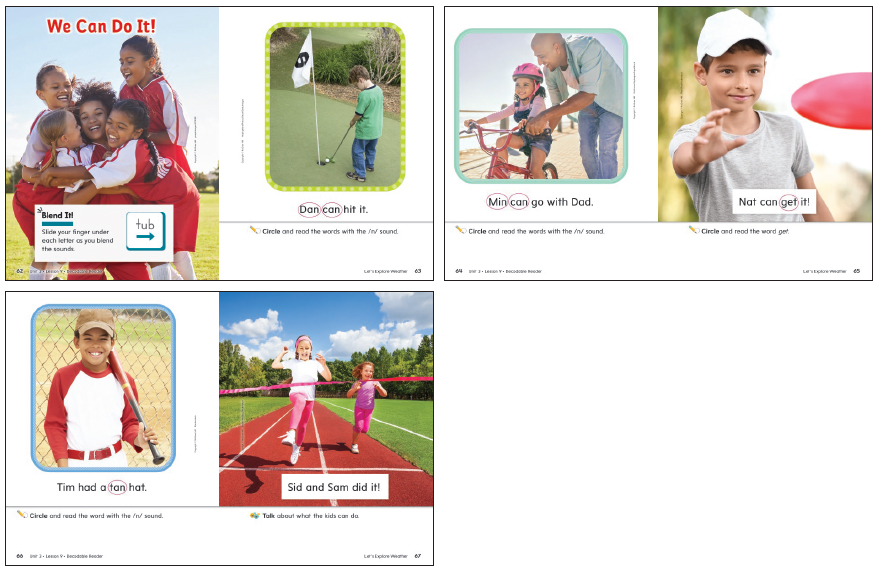 We Can Do It!
Blend It!
Slide your finger under
each letter as you blend
the sounds.
tub
62 Unit 3 • Lesson 9 • Decodable Reader
Dan can hit it.
Circle and read the words with the /n/ sound.
Let's Explore Weather 63
Min can go with Dad.
Circle and read the words with the /n/ sound.
64 Unit 3 • Lesson 9 • Decodable Reader
Nat can get it!
Circle and read the word get.
Let's Explore Weather 65
Tim had a tan hat.
Circle and read the word with the /n/ sound.
66 Unit 3 • Lesson 9 • Decodable Reader
Sid and Sam did it!
Talk about what the kids can do.
Let's Explore Weather 67